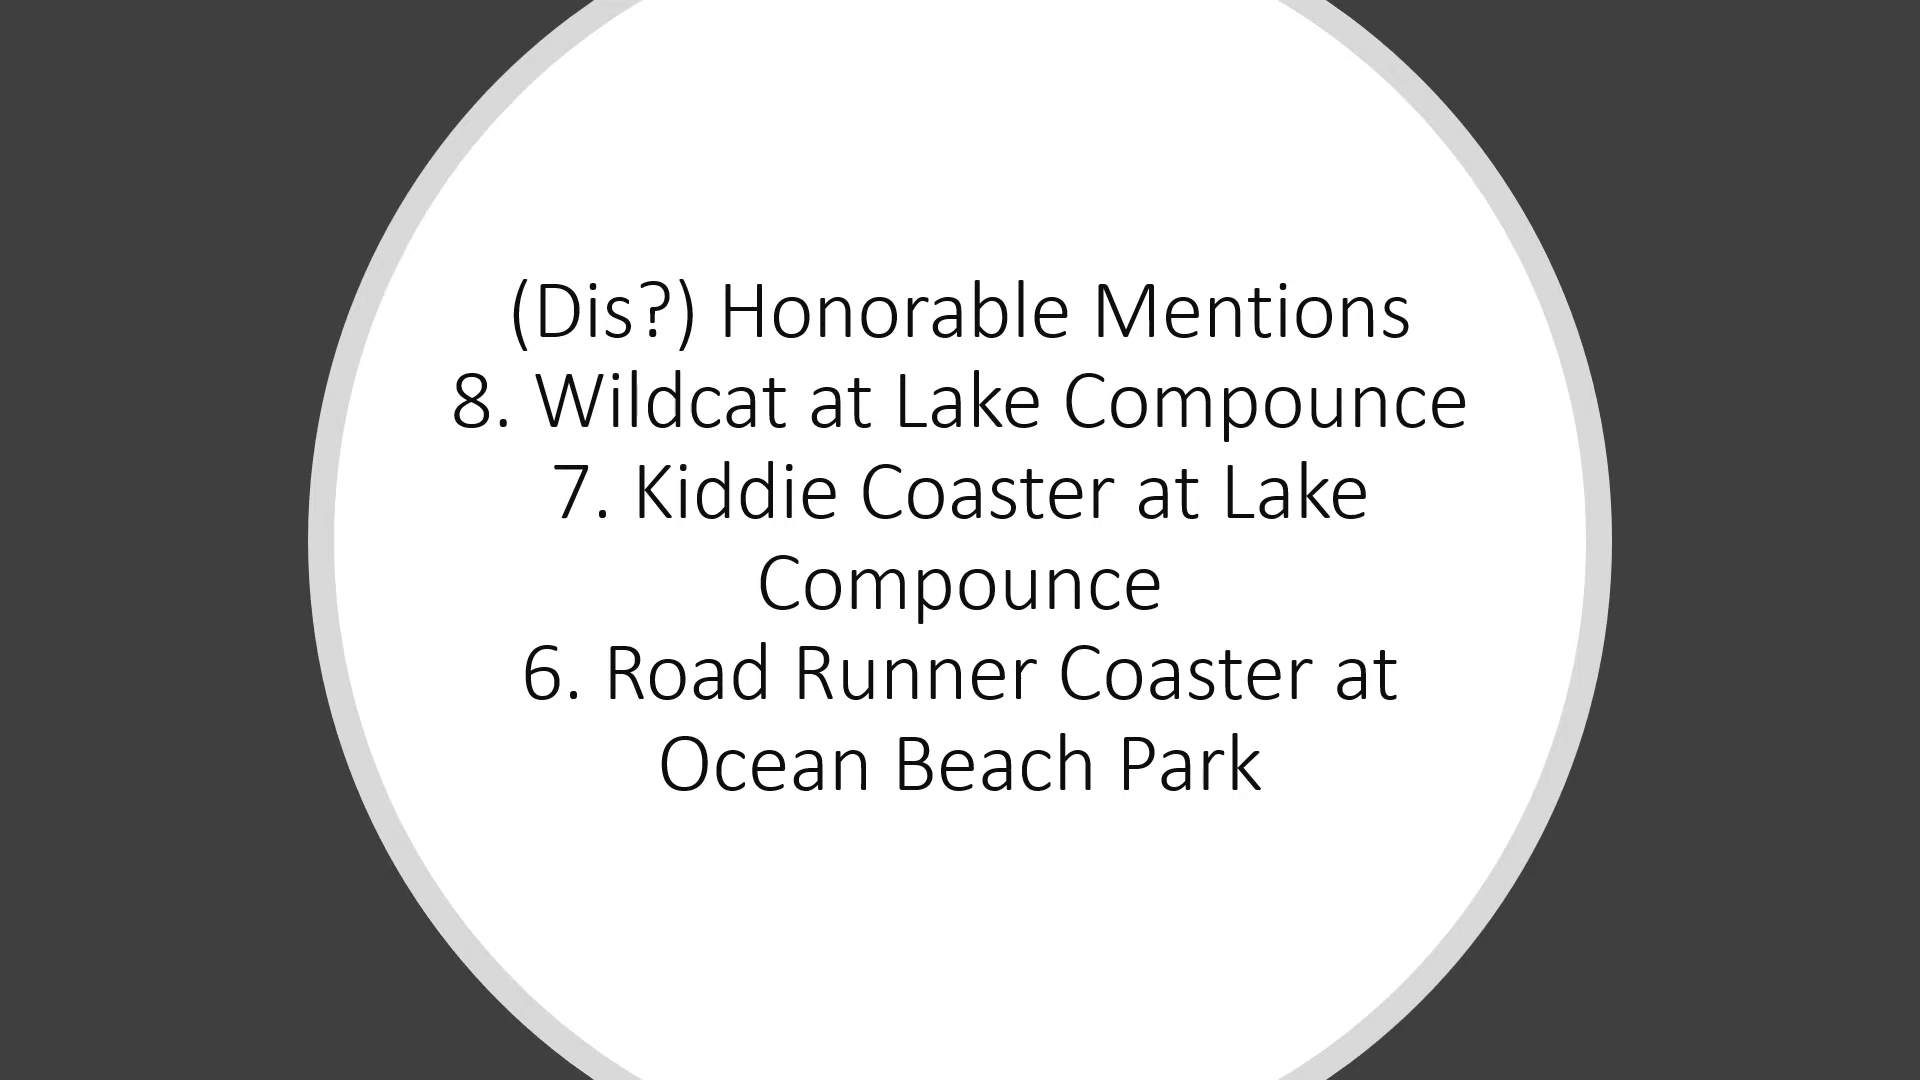 (Dis?) Honorable Mentions
8. Wildcat at Lake Compounce
7. Kiddie Coaster at Lake
Compounce
6. Road Runner Coaster at
Ocean Beach Park